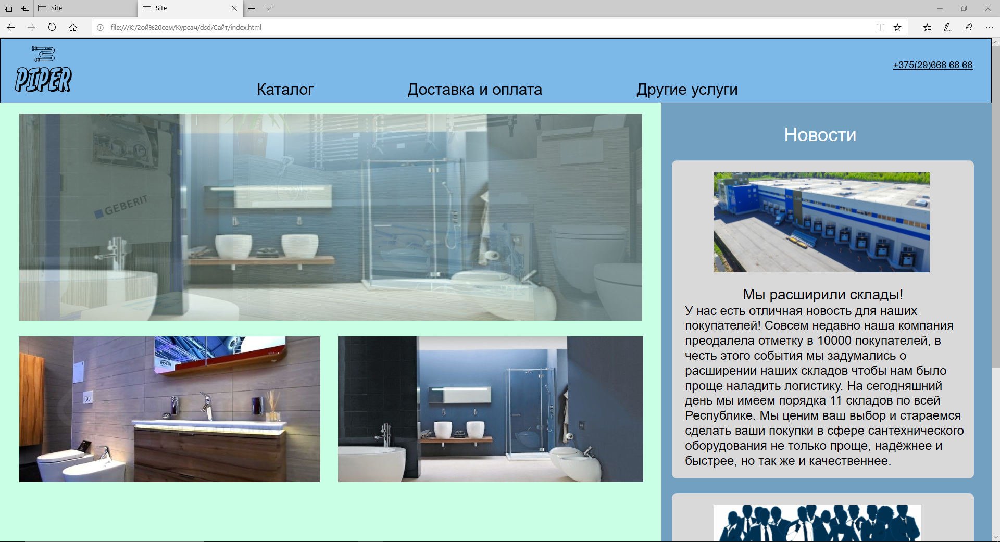 Site
Site
file:///K:/2ой%20сем/Курсач/dsd/Сайт/index.html
PIPER
+375(29)666 66 66
Каталог
Доставка и оплата
Другие услуги
GEBERIT
Новости
Мы расширили склады!
У нас есть отличная новость для наших
покупателей! Совсем недавно наша компания
преодалела отметку в 10000 покупателей, в
честь этого события мы задумались о
расширении наших складов чтобы нам было
проще наладить логистику. На сегодняшний
день мы имеем порядка 11 складов по всей
Республике. Мы ценим ваш выбор и стараемся
сделать ваши покупки в сфере сантехнического
оборудования не только проще, надёжнее и
быстрее, но так же и качественнее.